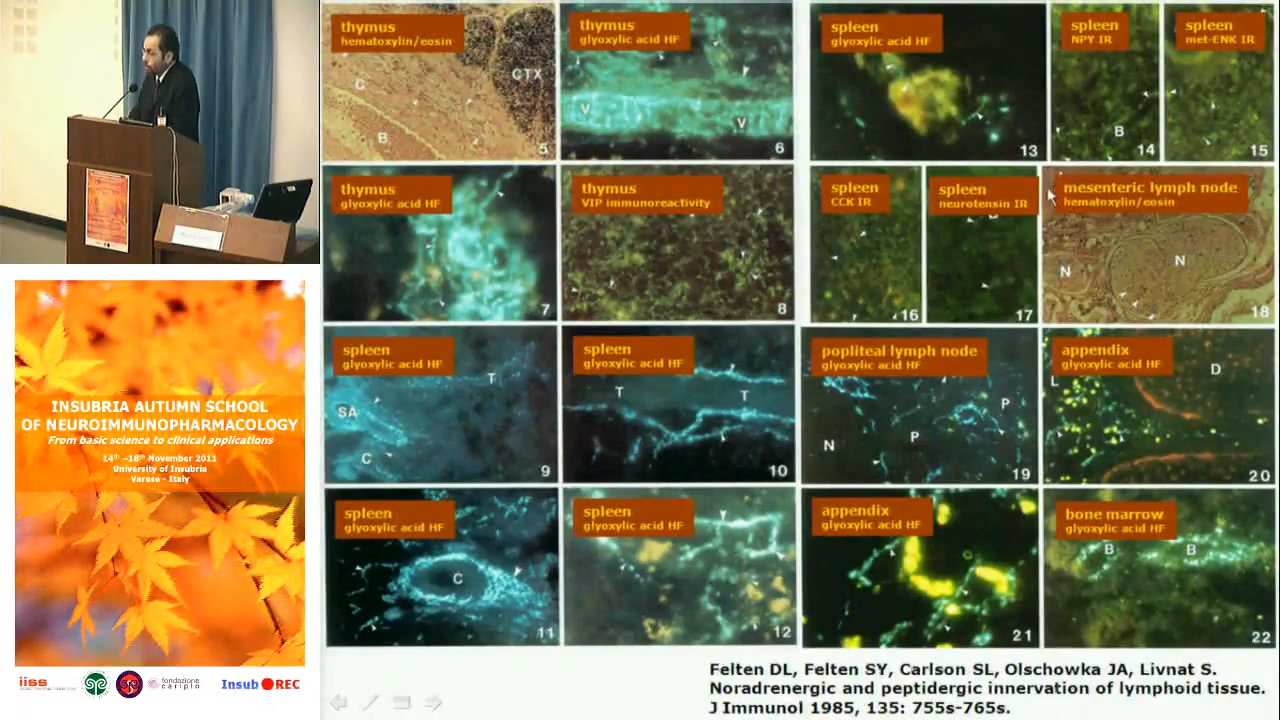 thymus
hematoxylin/eosin
C
CTX
B
5
thymus
glyoxylic acid HF
V
V
6
spleen
glyoxylic acid HF
13
spleen
NPY IR
B
14
spleen
met-ENK IR
15
thymus
glyoxylic acid HF
7
thymus
VIP immunoreactivity
8
spleen
CCK IR
16
spleen
neurotensin IR
17
mesenteric lymph node
hematoxylin/eosin
N
N
18
spleen
glyoxylic acid HF
T
SA
C
9
spleen
glyoxylic acid HF
T
T
10
popliteal lymph node
glyoxylic acid HF
P
P
N
19
appendix
glyoxylic acid HF
L
D
20
spleen
glyoxylic acid HF
C
11
spleen
glyoxylic acid HF
12
appendix
glyoxylic acid HF
21
bone marrow
glyoxylic acid HF
B
B
22
Felten DL, Felten SY, Carlson SL, Olschowka JA, Livnat S.
Noradrenergic and peptidergic innervation of lymphoid tissue.
J Immunol 1985, 135: 755s-765s.
INSUBRIA AUTUMN SCHOOL
OF NEUROIMMUNOPHARMACOLOGY
From basic science to clinical applications
14th –18th November 2011
University of Insubria
Varese - Italy
iiss
fondazione
cariplo
Insub REC